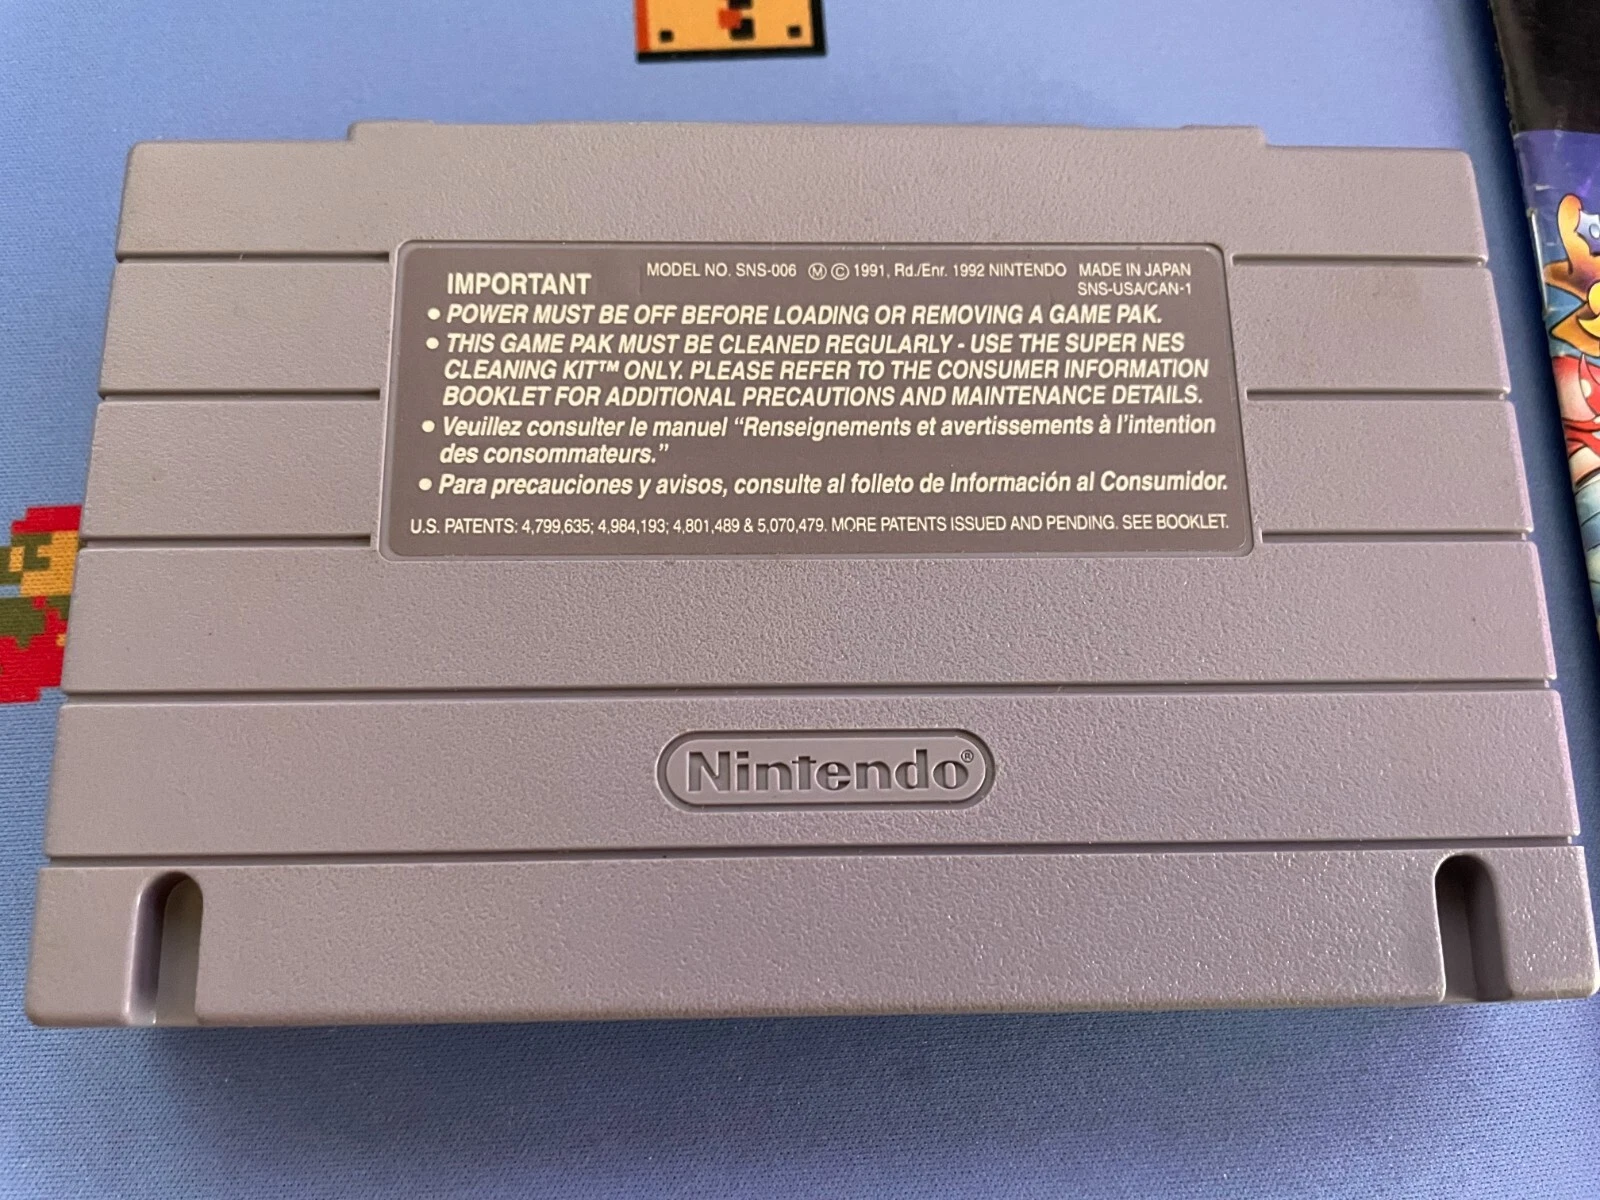 IMPORTANT
MODEL NO. SNS-006 Ⓜ © 1991, Rd./Enr. 1992 NINTENDO MADE IN JAPAN
SNS-USA/CAN-1
● POWER MUST BE OFF BEFORE LOADING OR REMOVING A GAME PAK.
● THIS GAME PAK MUST BE CLEANED REGULARLY - USE THE SUPER NES
CLEANING KIT™ ONLY. PLEASE REFER TO THE CONSUMER INFORMATION
BOOKLET FOR ADDITIONAL PRECAUTIONS AND MAINTENANCE DETAILS.
● Veuillez consulter le manuel “Renseignements et avertissements à l’intention
des consommateurs.”
● Para precauciones y avisos, consulte al folleto de Información al Consumidor.
U.S. PATENTS: 4,799,635; 4,984,193; 4,801,489 & 5,070,479. MORE PATENTS ISSUED AND PENDING. SEE BOOKLET.
Nintendo®